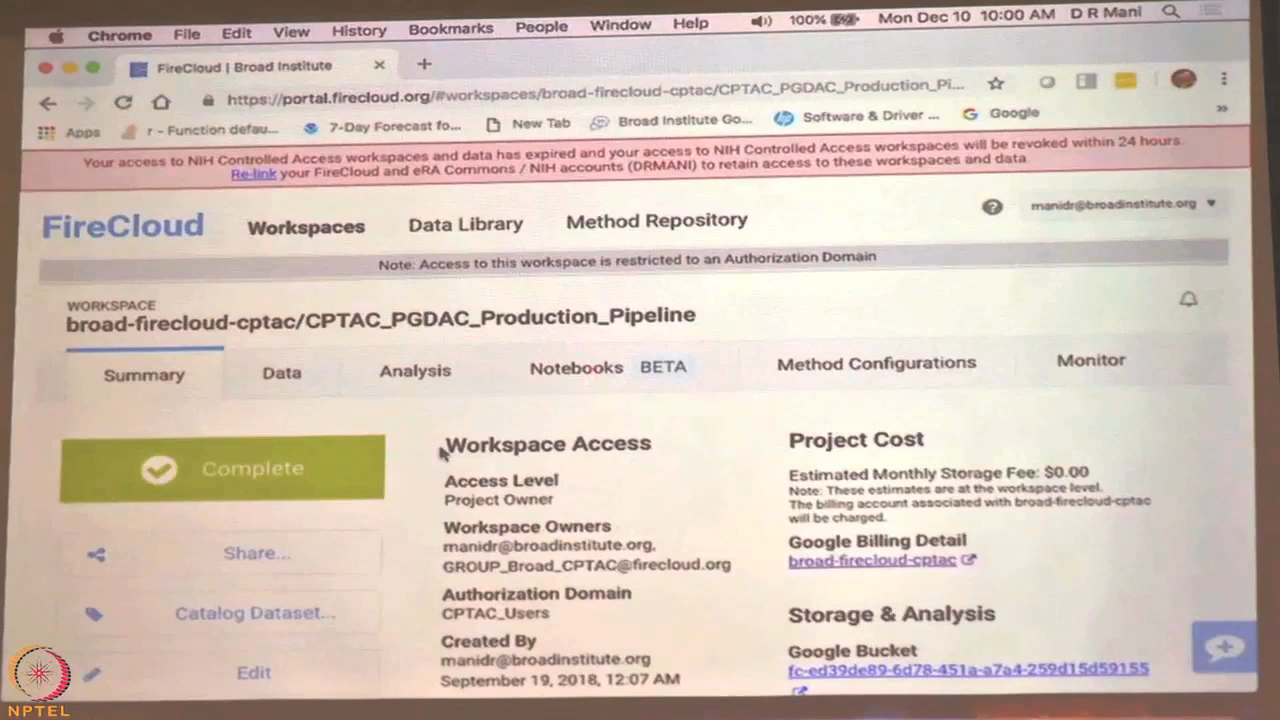 Chrome File Edit View History Bookmarks People Window Help 100% Mon Dec 10 10:00 AM D R Mani
FireCloud | Broad Institute × +
https://portal.firecloud.org/#workspaces/broad-firecloud-cptac/CPTAC_PGDAC_Production_Pi...
Apps r - Function defau... 7-Day Forecast fo... New Tab Broad Institute Go... Software & Driver ... Google »
Your access to NIH Controlled Access workspaces and data has expired and your access to NIH Controlled Access workspaces will be revoked within 24 hours.
Re-link your FireCloud and eRA Commons / NIH accounts (DRMANI) to retain access to these workspaces and data.
FireCloud Workspaces Data Library Method Repository ? manidr@broadinstitute.org
Note: Access to this workspace is restricted to an Authorization Domain
WORKSPACE
broad-firecloud-cptac/CPTAC_PGDAC_Production_Pipeline
Summary Data Analysis Notebooks BETA Method Configurations Monitor
Complete
Share...
Catalog Dataset...
Edit
Workspace Access
Access Level
Project Owner
Workspace Owners
manidr@broadinstitute.org,
GROUP_Broad_CPTAC@firecloud.org
Authorization Domain
CPTAC_Users
Created By
manidr@broadinstitute.org
September 19, 2018, 12:07 AM
Project Cost
Estimated Monthly Storage Fee: $0.00
Note: These estimates are at the workspace level.
The billing account associated with broad-firecloud-cptac
will be charged.
Google Billing Detail
broad-firecloud-cptac
Storage & Analysis
Google Bucket
fc-ed39de89-6d78-451a-a7a4-259d15d59155
NPTEL